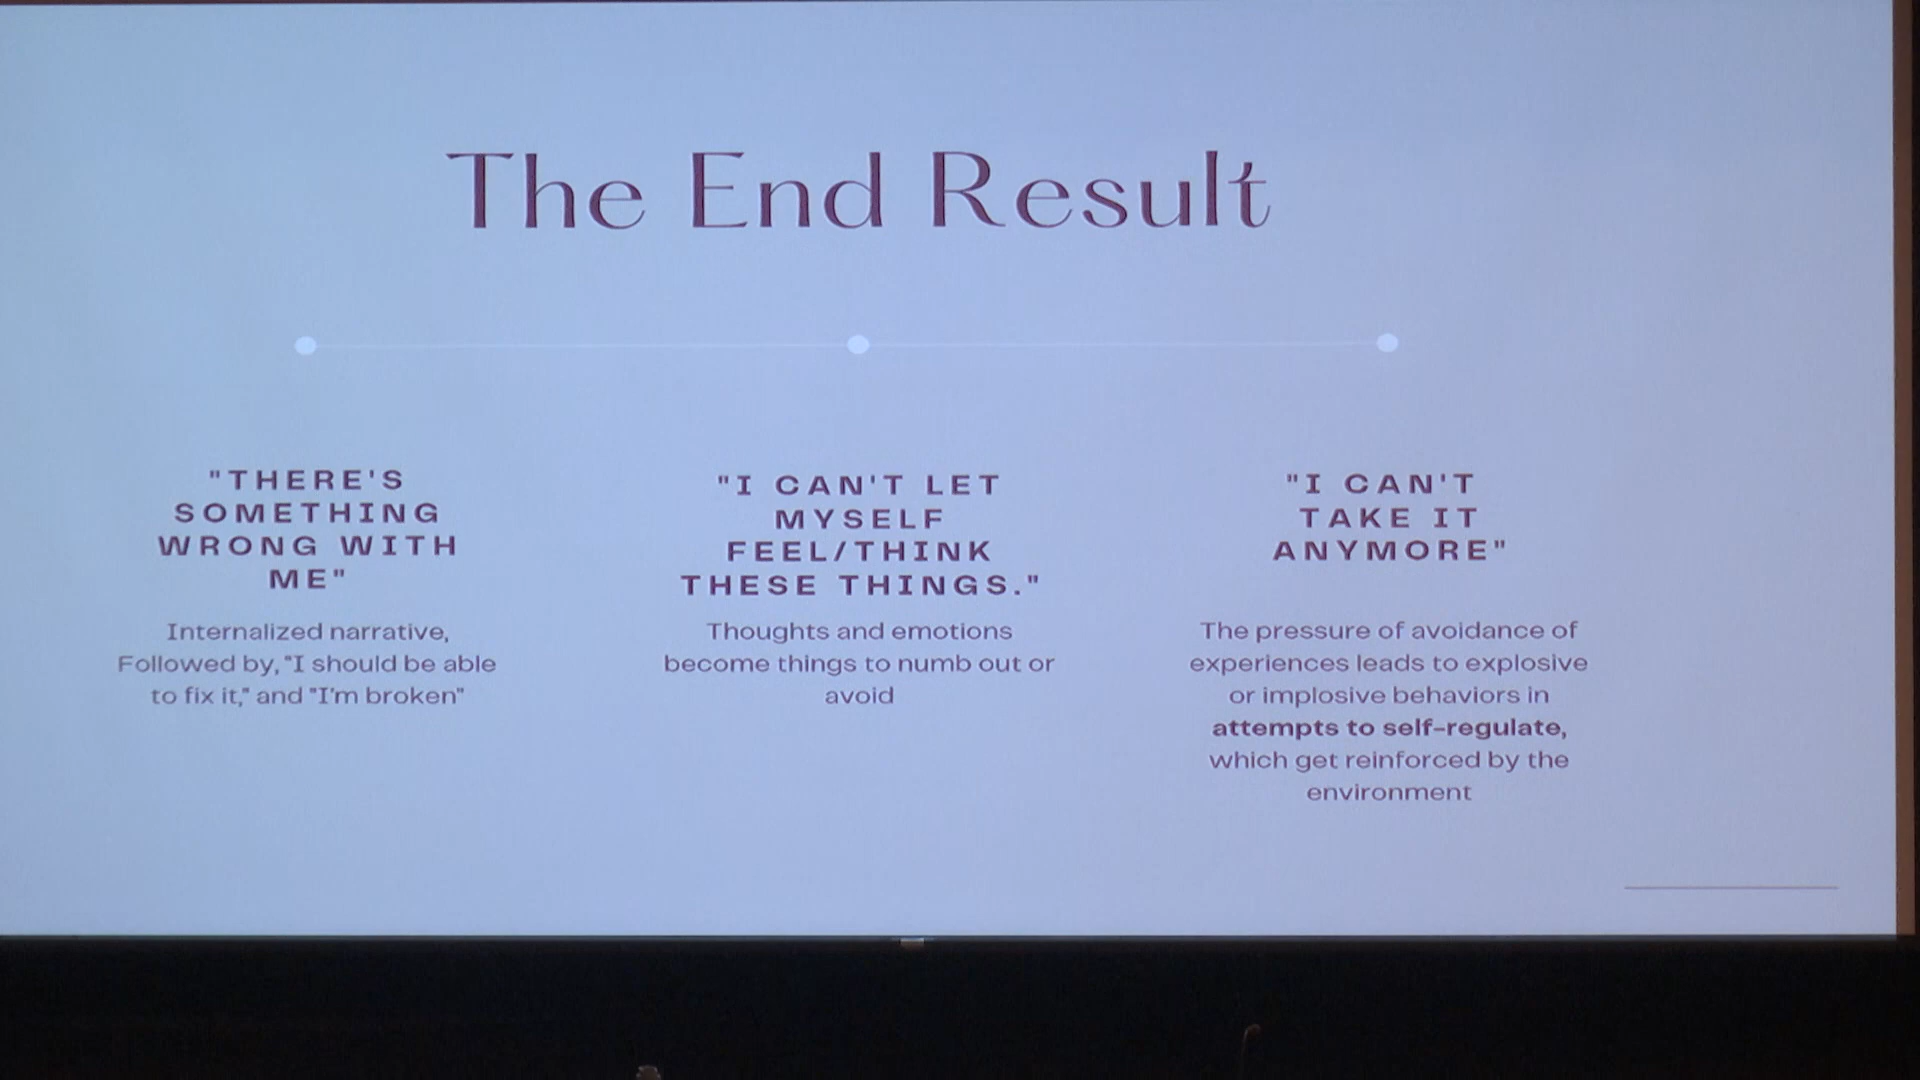 The End Result
"THERE'S
SOMETHING
WRONG WITH
ME"
Internalized narrative,
Followed by, "I should be able
to fix it," and "I'm broken"
"I CAN'T LET
MYSELF
FEEL/THINK
THESE THINGS."
Thoughts and emotions
become things to numb out or
avoid
"I CAN'T
TAKE IT
ANYMORE"
The pressure of avoidance of
experiences leads to explosive
or implosive behaviors in
attempts to self-regulate,
which get reinforced by the
environment